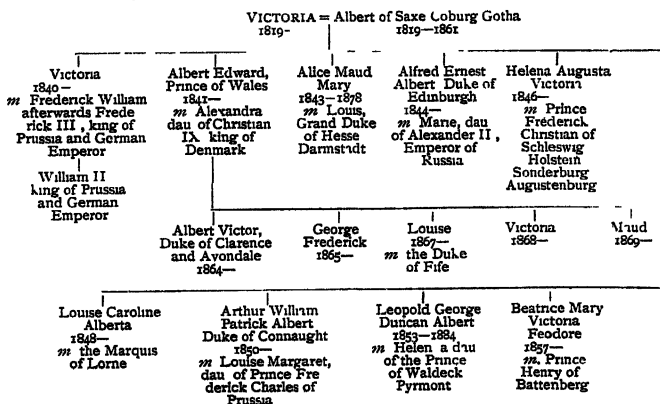 VICTORIA = Albert of Saxe Coburg Gotha
1819- 1819—1861
Victoria
1840—
m Frederick William
afterwards Frede
rick III , king of
Prussia and German
Emperor
William II
king of Prussia
and German
Emperor
Albert Edward,
Prince of Wales
1841—
m Alexandra
dau of Christian
IX king of
Denmark
Alice Maud
Mary
1843-1878
m Louis,
Grand Duke
of Hesse
Darmstadt
Alfred Ernest
Albert Duke of
Edinburgh
1844—
m Marie, dau
of Alexander II ,
Emperor of
Russia
Helena Augusta
Victoria
1846—
m Prince
Frederick
Christian of
Schleswig
Holstein
Sonderburg
Augustenburg
Albert Victor,
Duke of Clarence
and Avondale
1864—
George
Frederick
1865—
Louise
1867—
m the Duke
of Fife
Victoria
1868—
Maud
1869—
Louise Caroline
Alberta
1848—
m the Marquis
of Lorne
Arthur William
Patrick Albert
Duke of Connaught
1850—
m Louise Margaret,
dau of Prince Fre
derick Charles of
Prussia
Leopold George
Duncan Albert
1853—1884
m Helen a dau
of the Prince
of Waldeck
Pyrmont
Beatrice Mary
Victoria
Feodore
1857—
m. Prince
Henry of
Battenberg